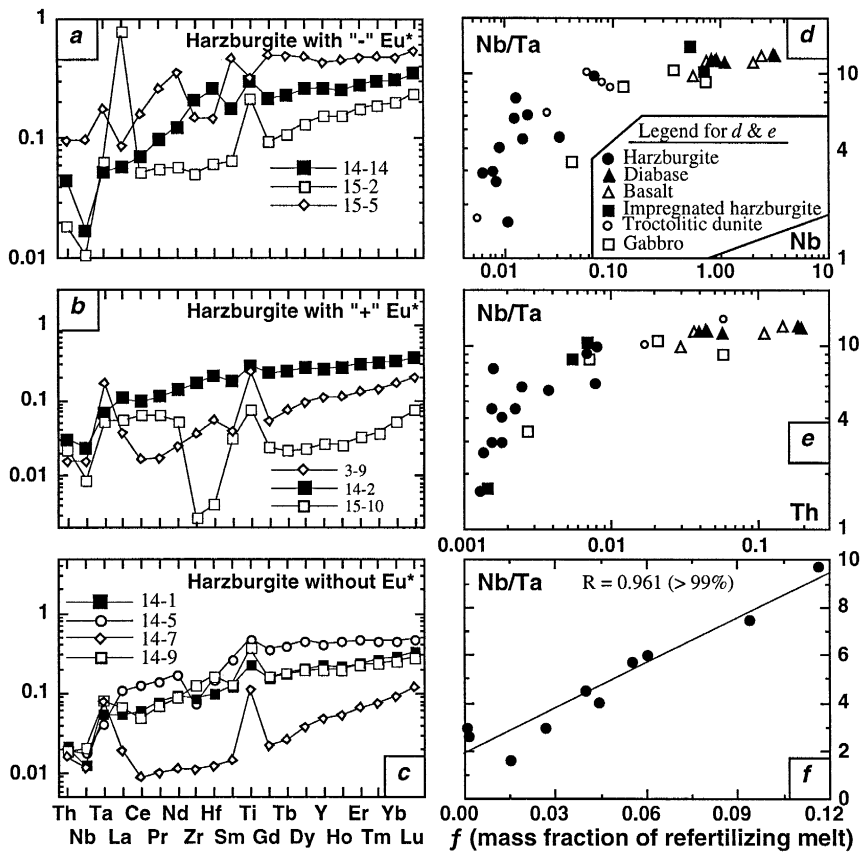 a
Harzburgite with "-" Eu*
1
0.1
0.01
14-14
15-2
15-5
b
Harzburgite with "+" Eu*
1
0.1
0.01
3-9
14-2
15-10
Harzburgite without Eu*
1
0.1
0.01
14-1
14-5
14-7
14-9
c
Th Ta Ce Nd Hf Ti Tb Y Er Yb
Nb La Pr Zr Sm Gd Dy Ho Tm Lu
Nb/Ta
d
10
4
1
Legend for d & e
Harzburgite
Diabase
Basalt
Impregnated harzburgite
Troctolitic dunite
Gabbro
Nb
0.01 0.10 1.00 10
Nb/Ta
10
4
1
e
Th
0.001 0.01 0.1
Nb/Ta
R = 0.961 (> 99%)
10
8
6
4
2
0
f
0.00 0.03 0.06 0.09 0.12
f (mass fraction of refertilizing melt)